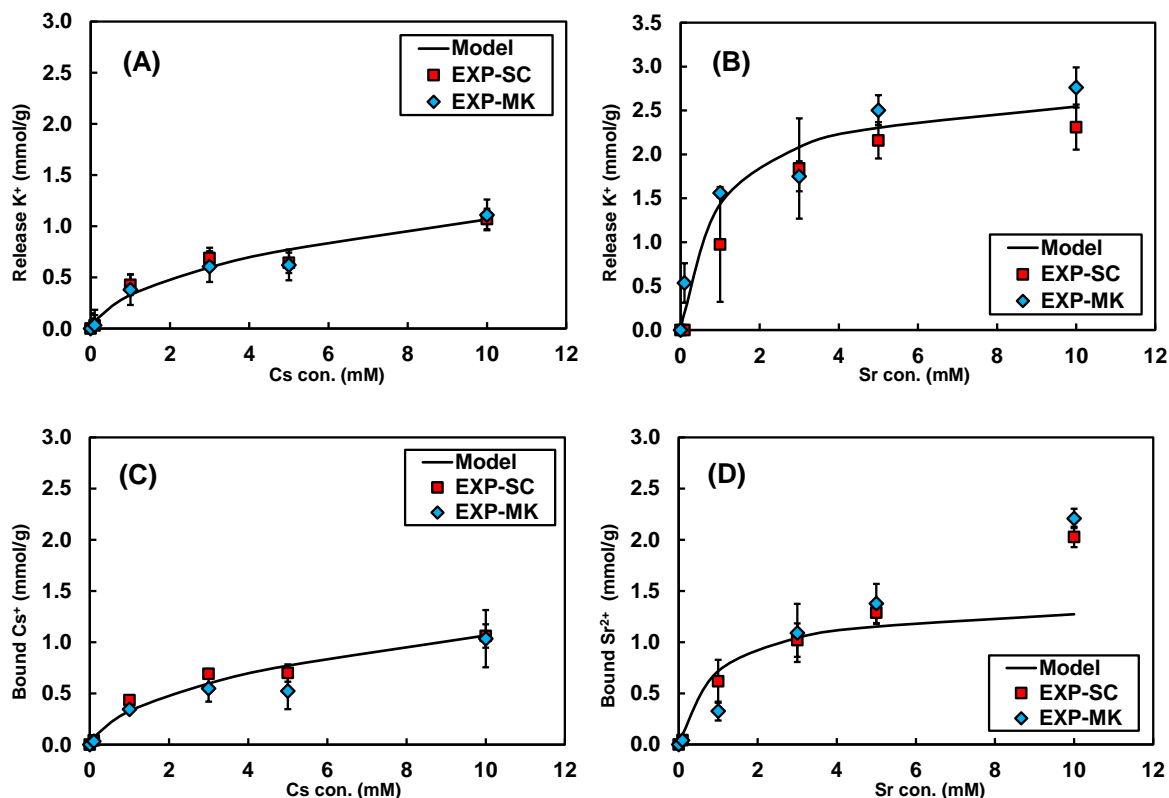 (A)
Model
EXP-SC
EXP-MK
Release K⁺ (mmol/g)
3.0
2.5
2.0
1.5
1.0
0.5
0.0
0 2 4 6 8 10 12
Cs con. (mM)
(B)
Model
EXP-SC
EXP-MK
Release K⁺ (mmol/g)
3.5
3.0
2.5
2.0
1.5
1.0
0.5
0.0
0 2 4 6 8 10 12
Sr con. (mM)
(C)
Model
EXP-SC
EXP-MK
Bound Cs⁺ (mmol/g)
3.0
2.5
2.0
1.5
1.0
0.5
0.0
0 2 4 6 8 10 12
Cs con. (mM)
(D)
Model
EXP-SC
EXP-MK
Bound Sr²⁺ (mmol/g)
3.0
2.5
2.0
1.5
1.0
0.5
0.0
0 2 4 6 8 10 12
Sr con. (mM)